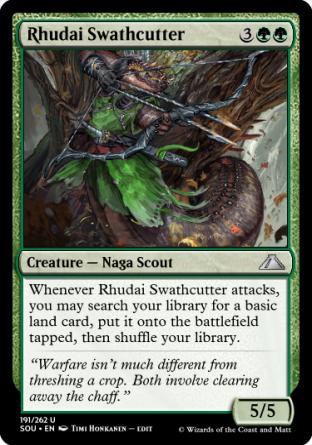 Rhudai Swathcutter 3
Creature — Naga Scout
Whenever Rhudai Swathcutter attacks,
you may search your library for a basic
land card, put it onto the battlefield
tapped, then shuffle your library.
“Warfare isn’t much different from
threshing a crop. Both involve clearing
away the chaff.”
5/5
191/262 U
SOU • EN Timi Honkanen — edit
© Wizards of the Coast and Matt